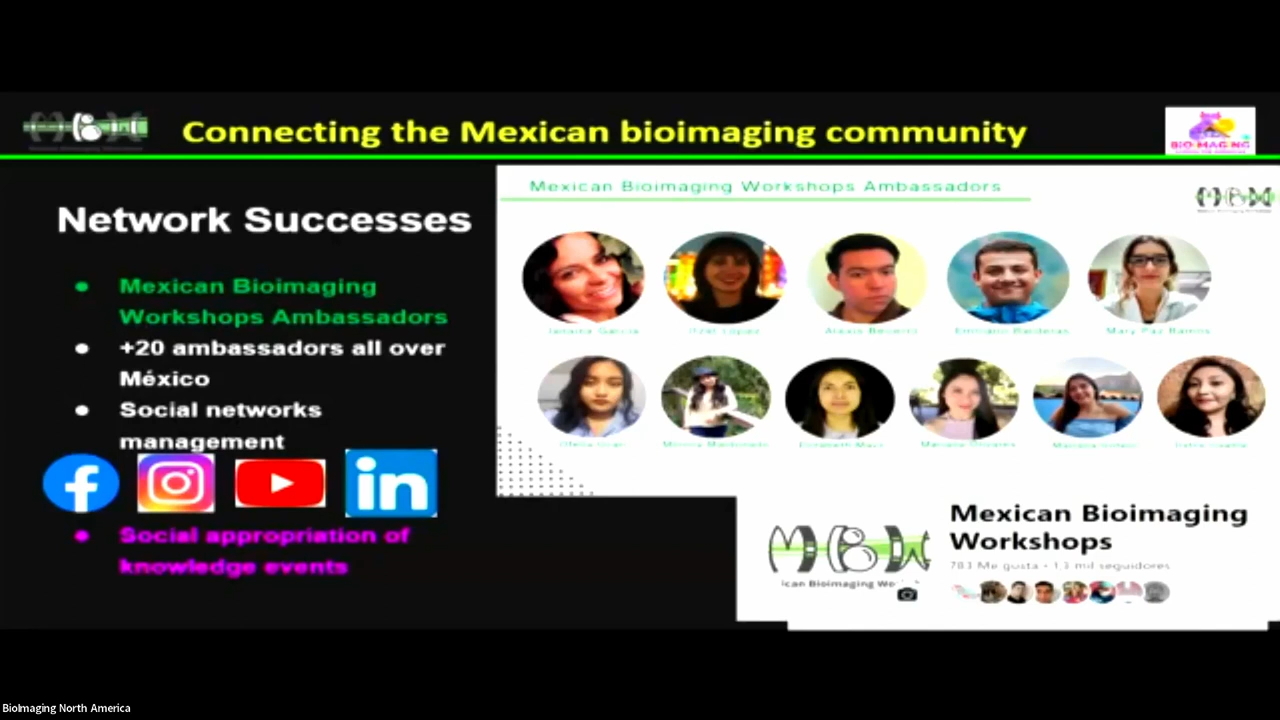 Connecting the Mexican bioimaging community
Network Successes
Mexican Bioimaging
Workshops Ambassadors
+20 ambassadors all over
México
Social networks
management
Social appropriation of
knowledge events
Mexican Bioimaging Workshops Ambassadors
MBW
Mexican Bioimaging
Workshops
783 Me gusta • 1.3 mil seguidores
MBW
BioImaging North America